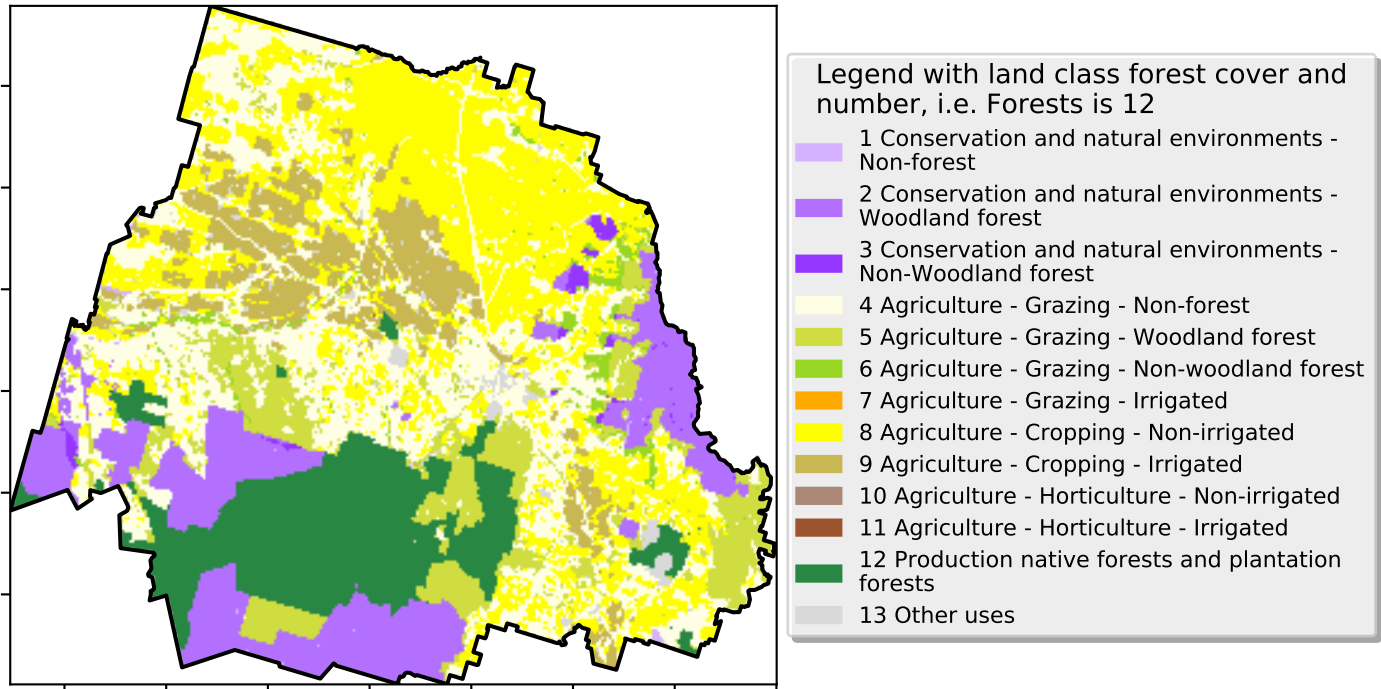 Legend with land class forest cover and
number, i.e. Forests is 12
1 Conservation and natural environments -
Non-forest
2 Conservation and natural environments -
Woodland forest
3 Conservation and natural environments -
Non-Woodland forest
4 Agriculture - Grazing - Non-forest
5 Agriculture - Grazing - Woodland forest
6 Agriculture - Grazing - Non-woodland forest
7 Agriculture - Grazing - Irrigated
8 Agriculture - Cropping - Non-irrigated
9 Agriculture - Cropping - Irrigated
10 Agriculture - Horticulture - Non-irrigated
11 Agriculture - Horticulture - Irrigated
12 Production native forests and plantation
forests
13 Other uses